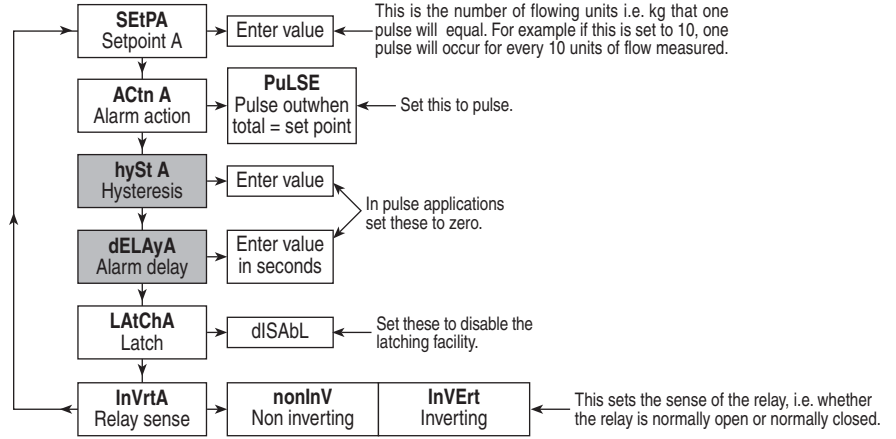 SEtPA
Setpoint A
Enter value
This is the number of flowing units i.e. kg that one
pulse will equal. For example if this is set to 10, one
pulse will occur for every 10 units of flow measured.
ACtn A
Alarm action
PuLSE
Pulse outwhen
total = set point
Set this to pulse.
hySt A
Hysteresis
Enter value
In pulse applications
set these to zero.
dELAyA
Alarm delay
Enter value
in seconds
LAtChA
Latch
dISAbL
Set these to disable the
latching facility.
InVrtA
Relay sense
nonInV
Non inverting
InVErt
Inverting
This sets the sense of the relay, i.e. whether
the relay is normally open or normally closed.